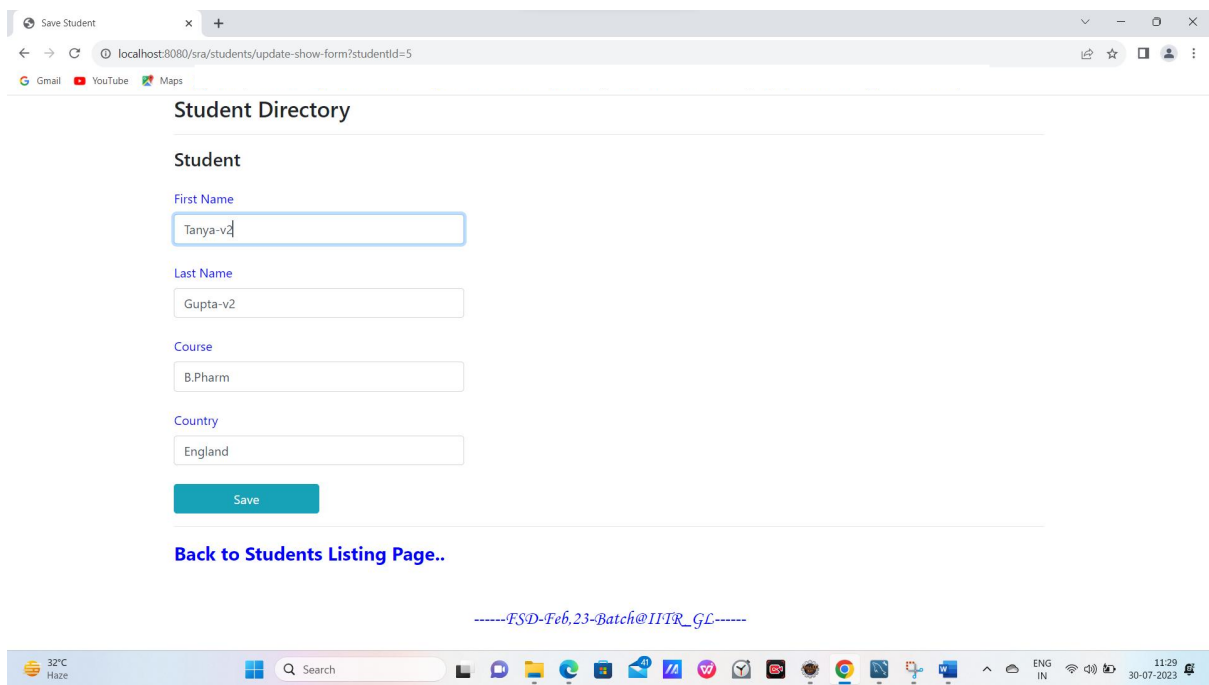 Save Student
localhost:8080/sra/students/update-show-form?studentId=5
Gmail YouTube Maps
Student Directory
Student
First Name
Tanya-v2
Last Name
Gupta-v2
Course
B.Pharm
Country
England
Save
Back to Students Listing Page..
------FSD-Feb,23-Batch@IITR_GL------
32°C
Haze
Search
41
ENG
IN
11:29
30-07-2023